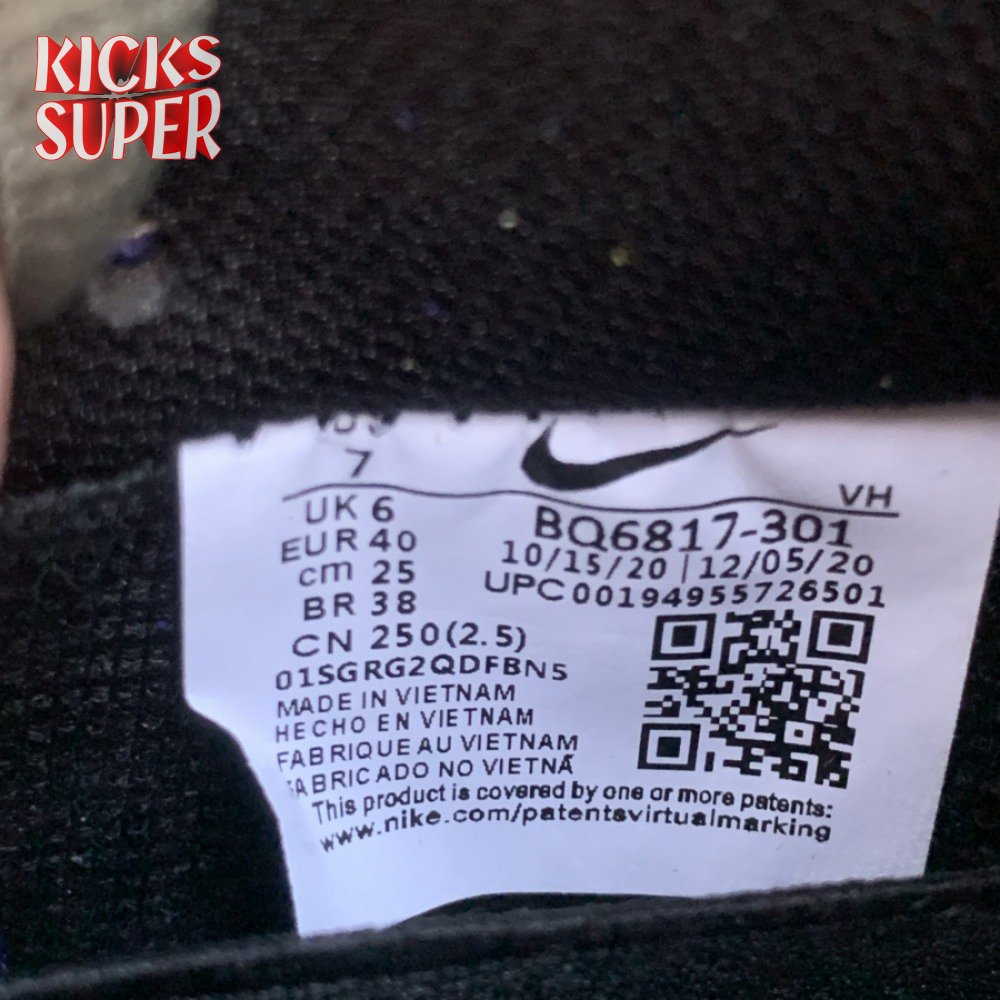 KICKS
SUPER
7
UK 6
EUR 40
cm 25
BR 38
CN 250(2.5)
VH
BQ6817-301
10/15/20 | 12/05/20
UPC00194955726501
01SGRG2QDFBN5
MADE IN VIETNAM
HECHO EN VIETNAM
FABRIQUE AU VIETNAM
FABRICADO NO VIETNÃ
This product is covered by one or more patents:
www.nike.com/patentsvirtualmarking